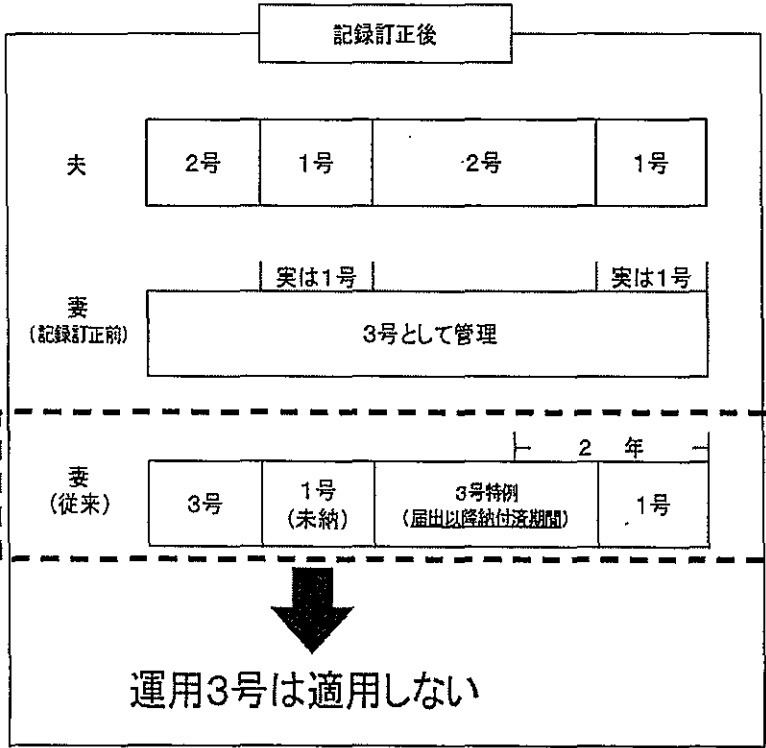 記録訂正後
夫
2号
1号
2号
1号
実は1号
実は1号
妻
(記録訂正前)
3号として管理
2 年
妻
(従来)
3号
1号
(未納)
3号特例
(届出以降納付済期間)
1号
運用3号は適用しない